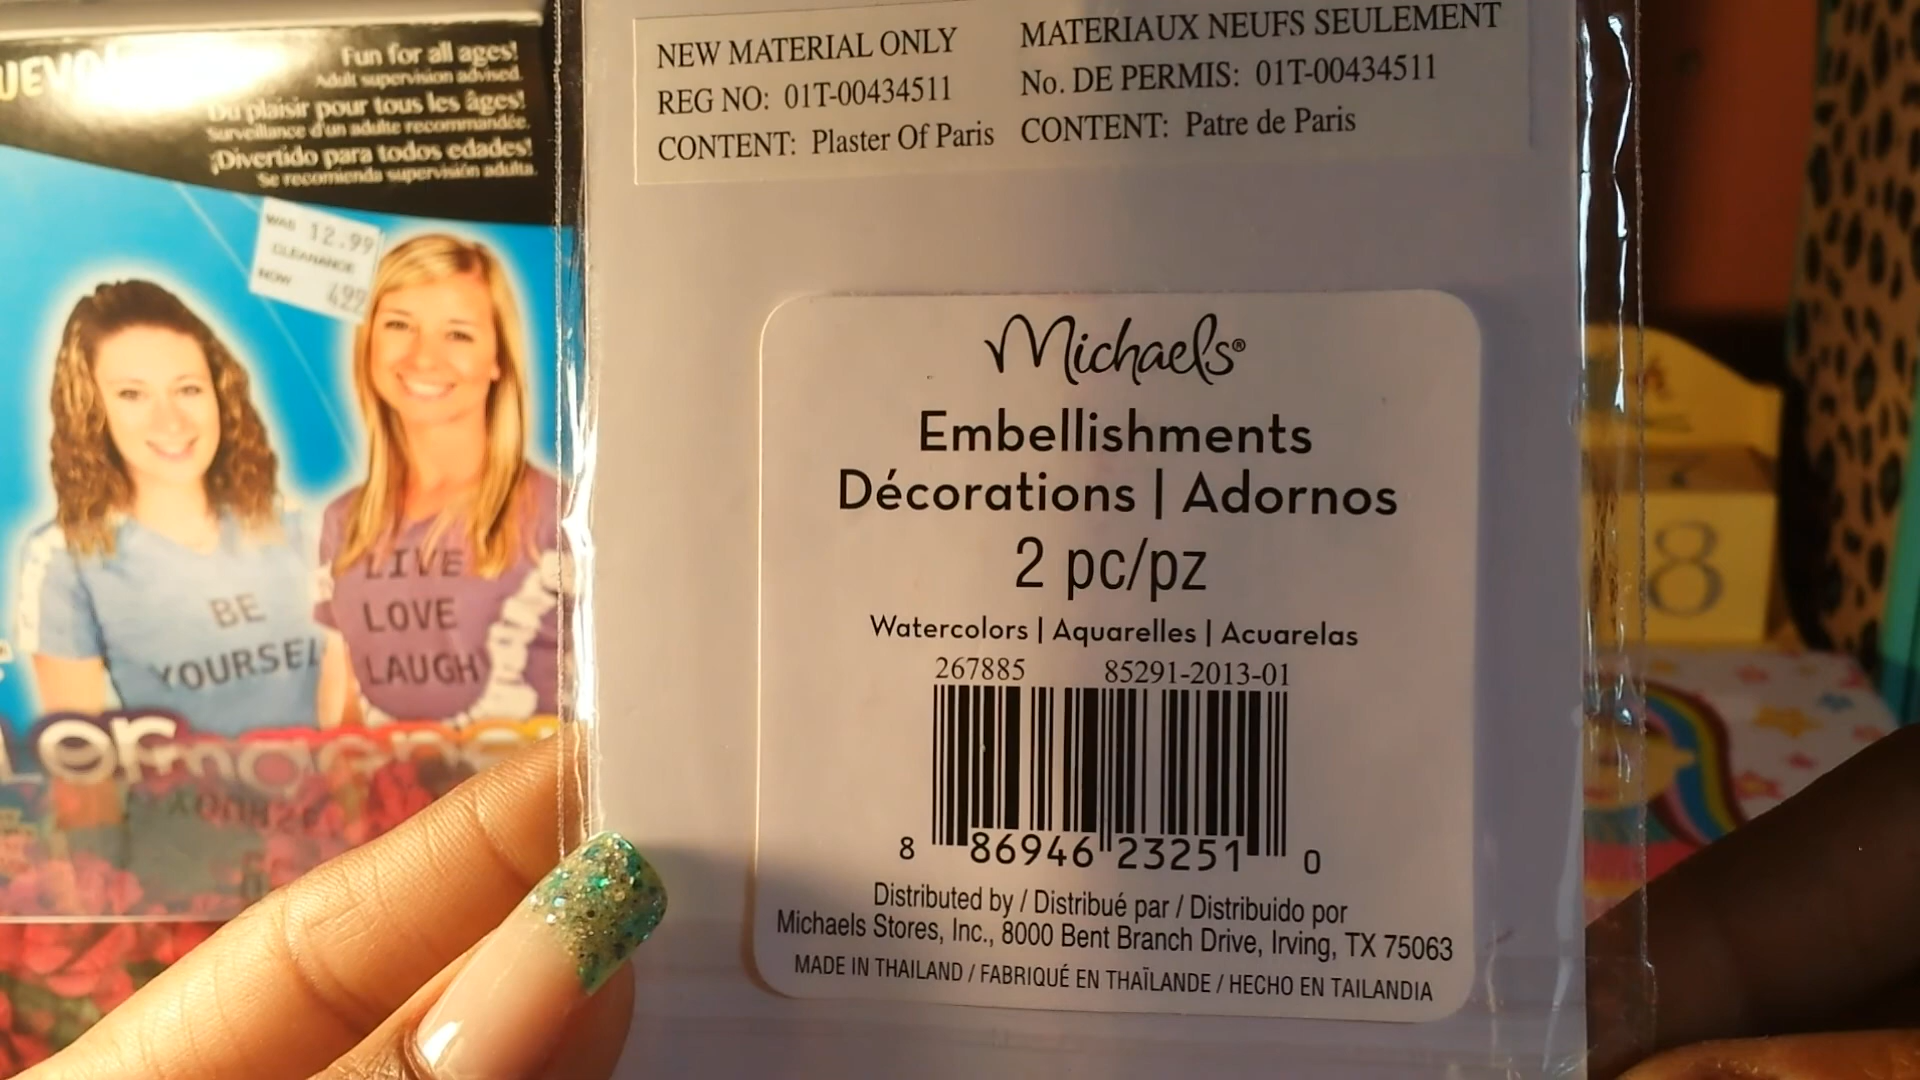 Fun for all ages!
Adult supervision advised.
Du plaisir pour tous les âges!
Surveillance d'un adulte recommandée.
¡Divertido para todos edades!
Se recomienda supervisión adulta.
WAS 12.99
CLEARANCE
NOW 4.99
BE
YOURSEL
LIVE
LOVE
LAUGH
NEW MATERIAL ONLY
REG NO: 01T-00434511
CONTENT: Plaster Of Paris
MATERIAUX NEUFS SEULEMENT
No. DE PERMIS: 01T-00434511
CONTENT: Patre de Paris
Michaels®
Embellishments
Décorations | Adornos
2 pc/pz
Watercolors | Aquarelles | Acuarelas
267885 85291-2013-01
8 86946 23251 0
Distributed by / Distribué par / Distribuido por
Michaels Stores, Inc., 8000 Bent Branch Drive, Irving, TX 75063
MADE IN THAILAND / FABRIQUÉ EN THAÏLANDE / HECHO EN TAILANDIA
8